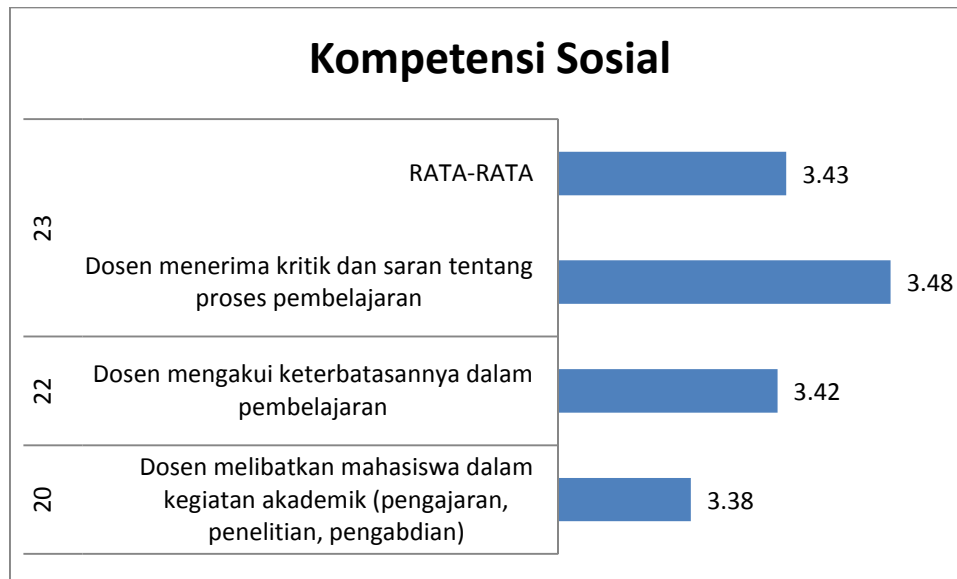 Kompetensi Sosial
23
RATA-RATA
3.43
Dosen menerima kritik dan saran tentang
proses pembelajaran
3.48
22
Dosen mengakui keterbatasannya dalam
pembelajaran
3.42
20
Dosen melibatkan mahasiswa dalam
kegiatan akademik (pengajaran,
penelitian, pengabdian)
3.38